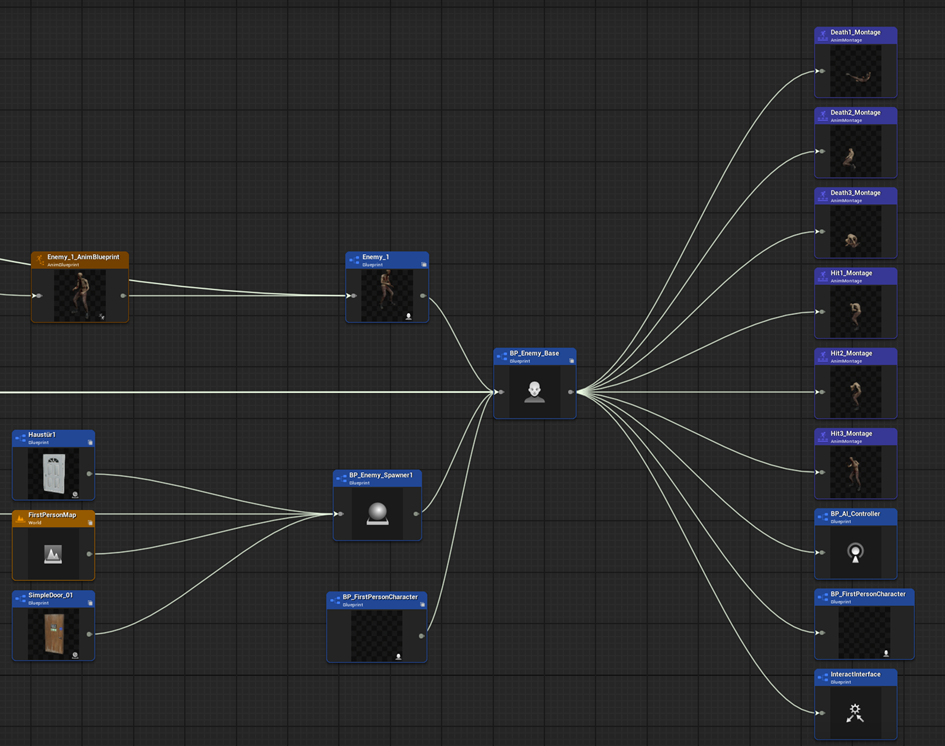 Death1_Montage
AnimMontage
Death2_Montage
AnimMontage
Death3_Montage
AnimMontage
Enemy_1_AnimBlueprint
AnimBlueprint
Enemy_1
Blueprint
Hit1_Montage
AnimMontage
BP_Enemy_Base
Blueprint
Hit2_Montage
AnimMontage
Haustür1
Blueprint
Hit3_Montage
AnimMontage
BP_Enemy_Spawner1
Blueprint
FirstPersonMap
World
BP_AI_Controller
Blueprint
SimpleDoor_01
Blueprint
BP_FirstPersonCharacter
Blueprint
BP_FirstPersonCharacter
Blueprint
InteractInterface
Blueprint